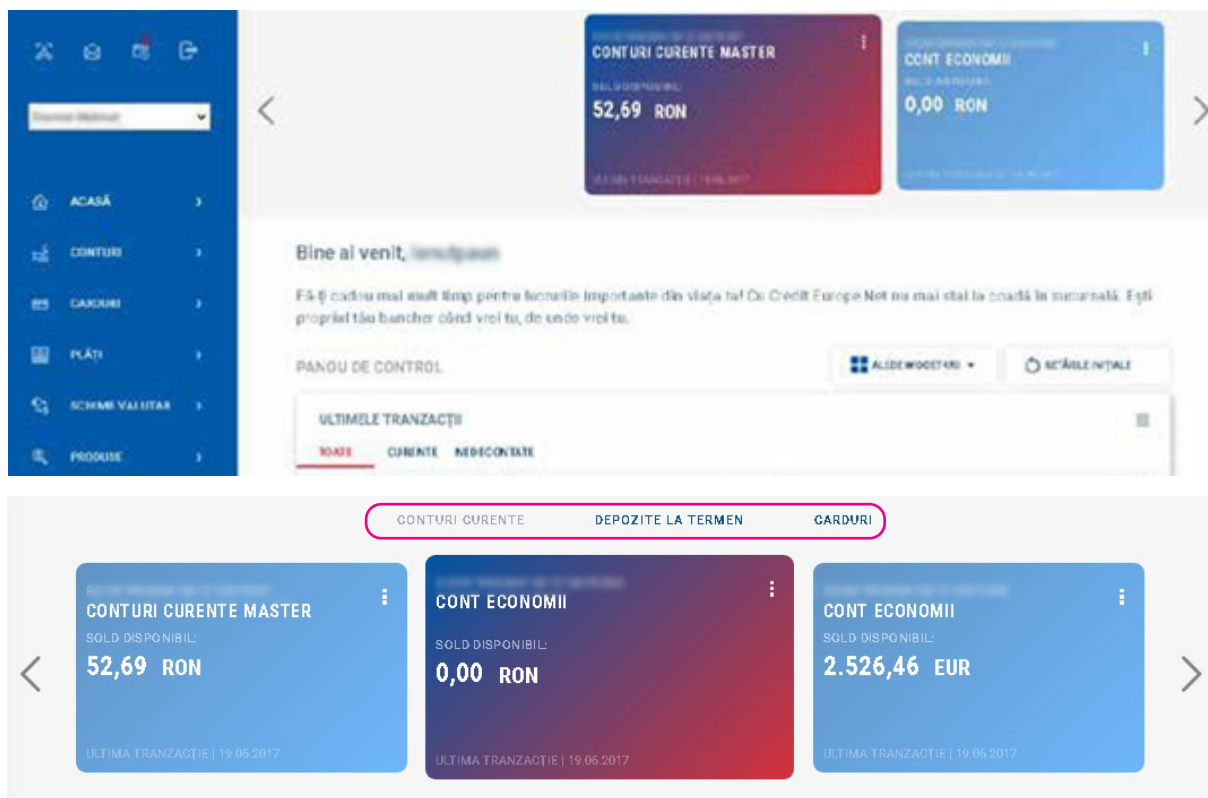 CONTURI CURENTE MASTER
SOLD DISPONIBIL:
52,69 RON
ULTIMA TRANZACȚIE | 19.06.2017
CONT ECONOMII
0,00 RON
ACASĂ
CONTURI
CARDURI
PLĂȚI
SCHIMB VALUTAR
PRODUSE
Bine ai venit,
Fă-ți cadou mai mult timp pentru lucrurile importante din viața ta! Cu Credit Europe Net nu mai stai la coadă în sucursală. Ești
propriul tău bancher când vrei tu, de unde vrei tu.
PANOU DE CONTROL
SETĂRILE INIȚIALE
ULTIMELE TRANZACȚII
TOATE CURENTE NEDECONTATE
CONTURI CURENTE DEPOZITE LA TERMEN CARDURI
CONTURI CURENTE MASTER
SOLD DISPONIBIL:
52,69 RON
ULTIMA TRANZACȚIE | 19.06.2017
CONT ECONOMII
SOLD DISPONIBIL:
0,00 RON
ULTIMA TRANZACȚIE | 19.06.2017
CONT ECONOMII
SOLD DISPONIBIL:
2.526,46 EUR